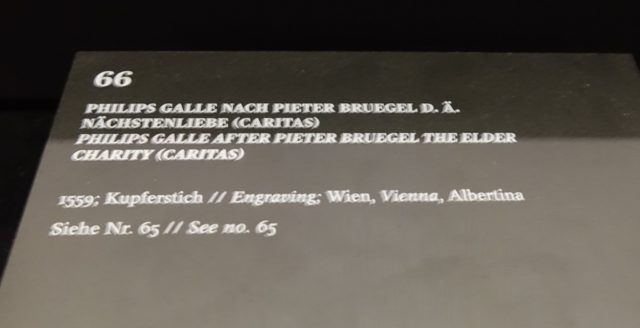 66
PHILIPS GALLE NACH PIETER BRUEGEL D. Ä.
NÄCHSTENLIEBE (CARITAS)
PHILIPS GALLE AFTER PIETER BRUEGEL THE ELDER
CHARITY (CARITAS)
1559; Kupferstich // Engraving; Wien, Vienna, Albertina
Siehe Nr. 65 // See no. 65